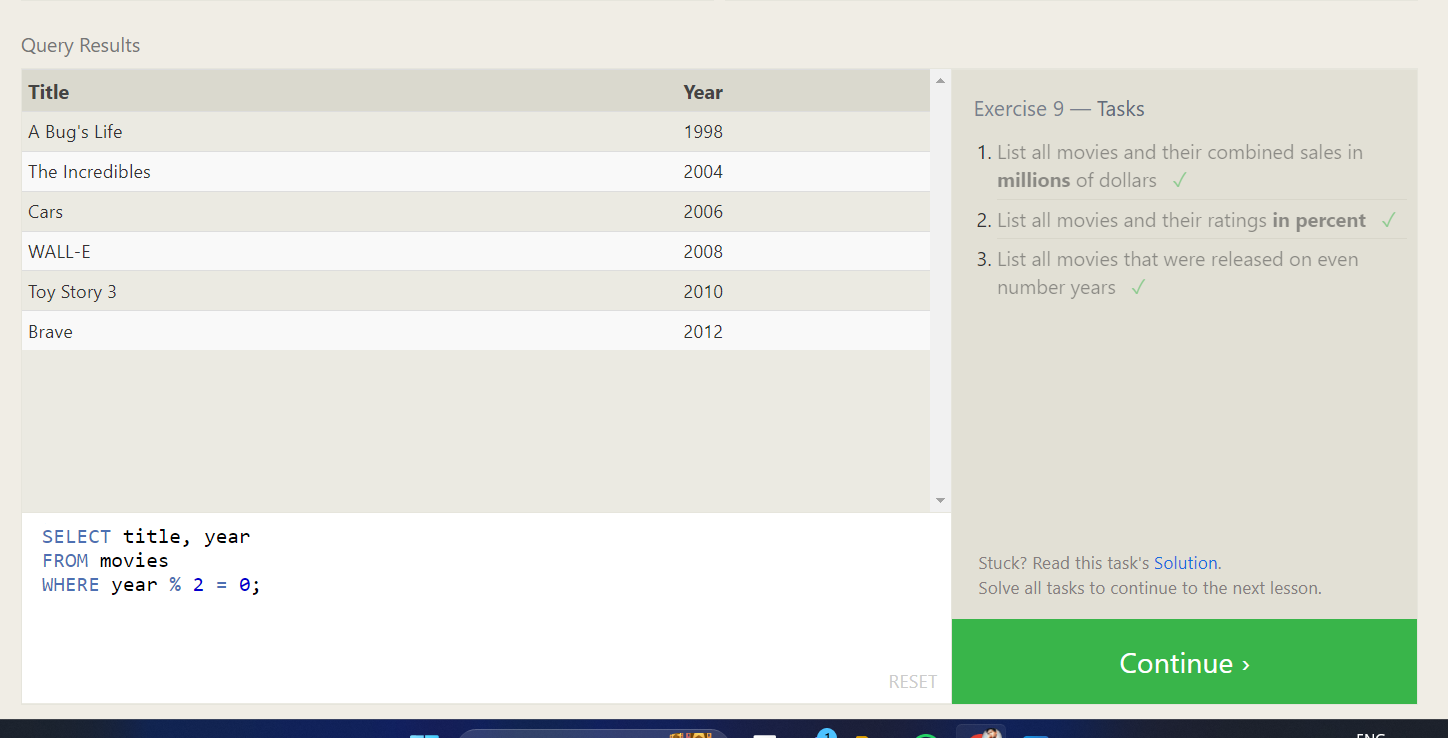 Query Results
Title Year
A Bug's Life 1998
The Incredibles 2004
Cars 2006
WALL-E 2008
Toy Story 3 2010
Brave 2012
SELECT title, year
FROM movies
WHERE year % 2 = 0;
RESET
Exercise 9 — Tasks
1. List all movies and their combined sales in
millions of dollars ✓
2. List all movies and their ratings in percent ✓
3. List all movies that were released on even
number years ✓
Stuck? Read this task's Solution.
Solve all tasks to continue to the next lesson.
Continue ›
1
ENG